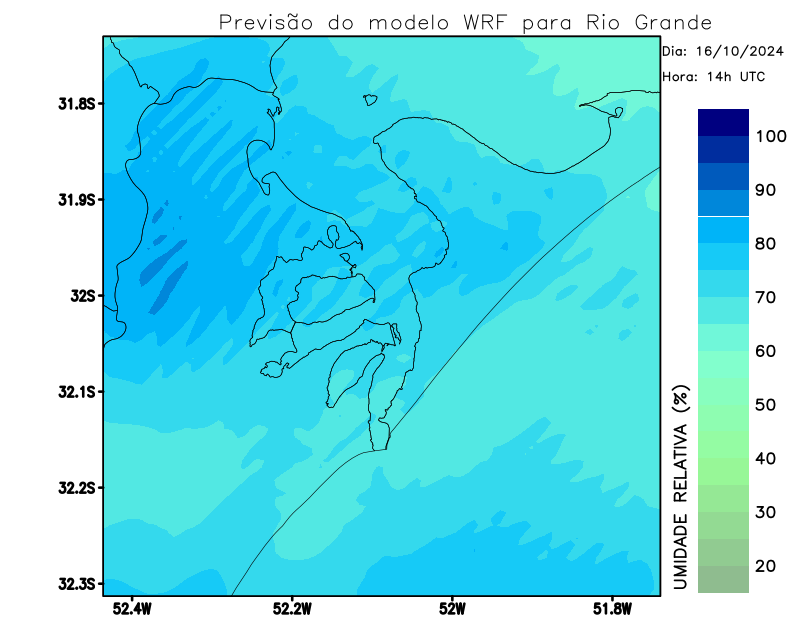 Previsão do modelo WRF para Rio Grande
Dia: 16/10/2024
Hora: 14h UTC
31.8S
31.9S
32S
32.1S
32.2S
32.3S
52.4W
52.2W
52W
51.8W
100
90
80
70
60
50
40
30
20
UMIDADE RELATIVA (%)